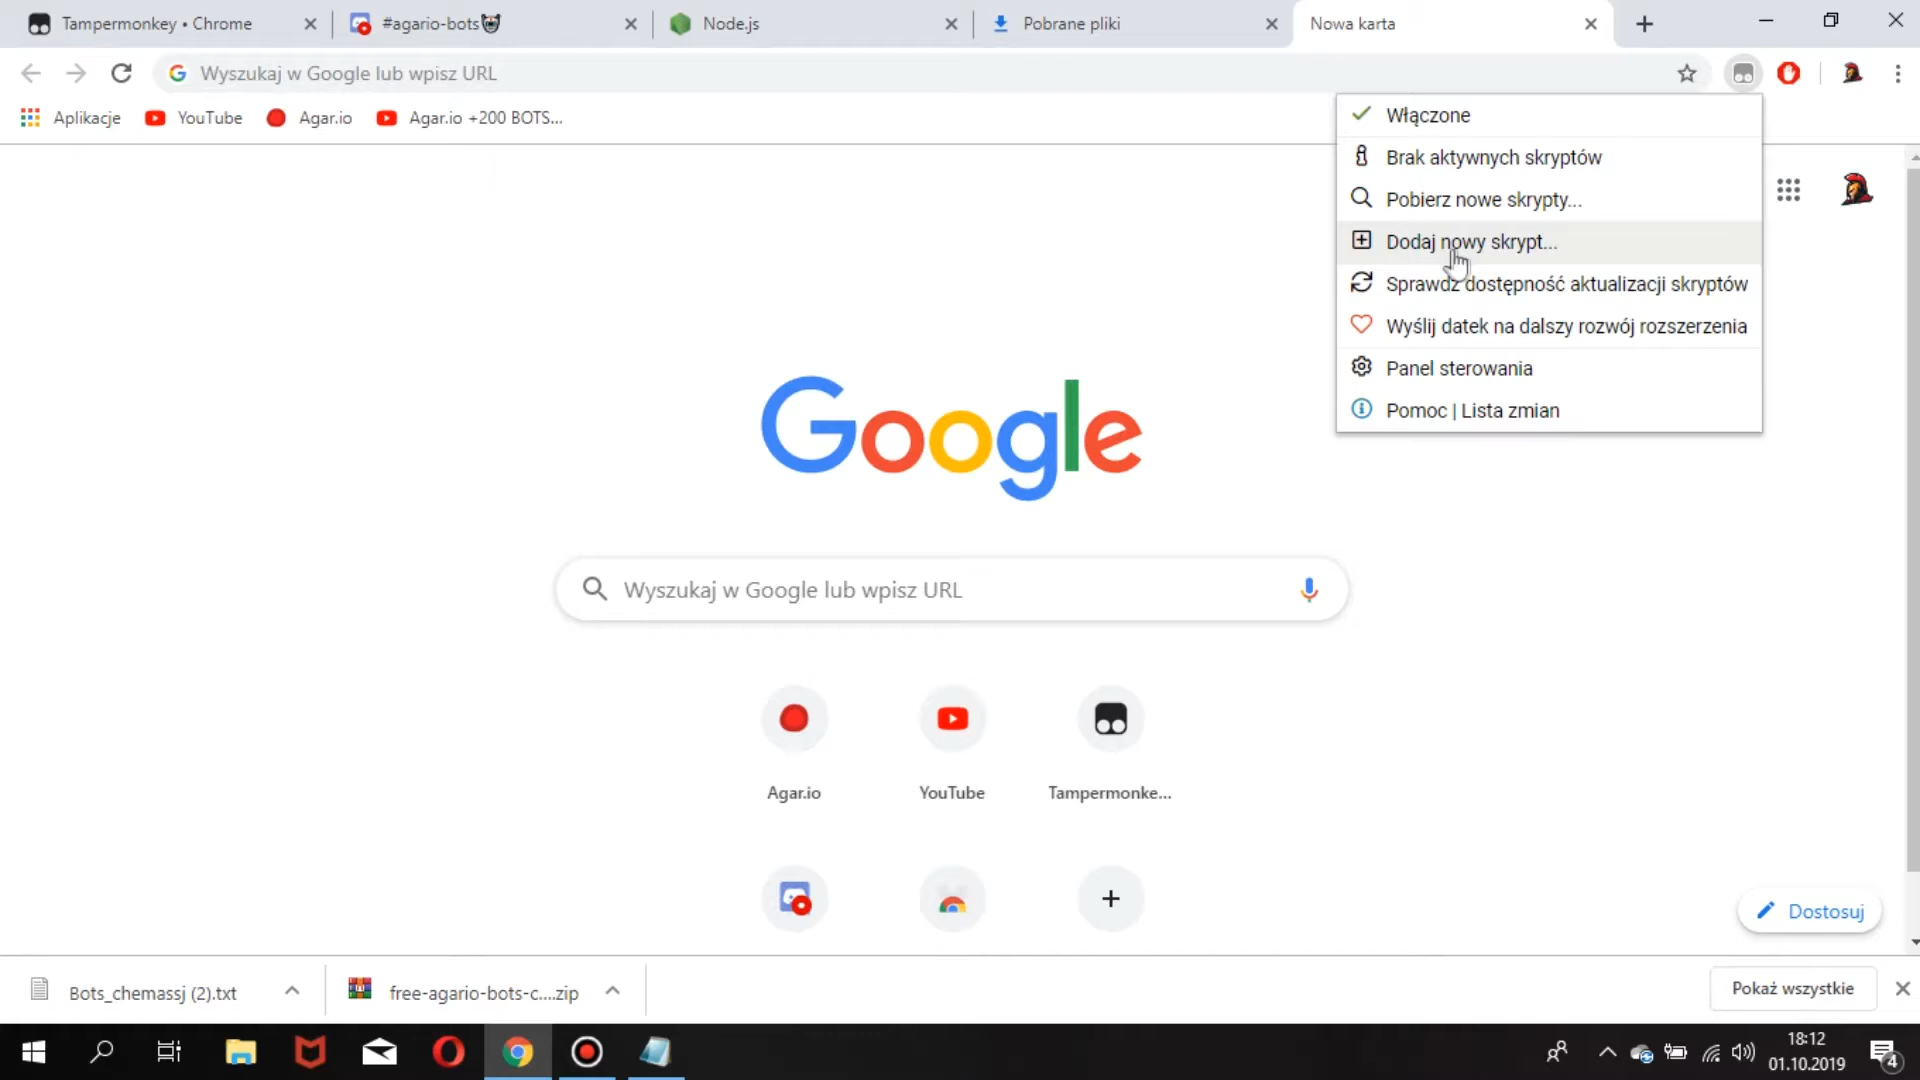 Tampermonkey • Chrome
#agario-bots
Node.js
Pobrane pliki
Nowa karta
Wyszukaj w Google lub wpisz URL
Aplikacje
YouTube
Agar.io
Agar.io +200 BOTS...
Włączone
Brak aktywnych skryptów
Pobierz nowe skrypty...
Dodaj nowy skrypt...
Sprawdź dostępność aktualizacji skryptów
Wyślij datek na dalszy rozwój rozszerzenia
Panel sterowania
Pomoc | Lista zmian
Google
Wyszukaj w Google lub wpisz URL
Agar.io
YouTube
Tampermonke...
Dostosuj
Bots_chemassj (2).txt
free-agario-bots-c....zip
Pokaż wszystkie
18:12
01.10.2019
4